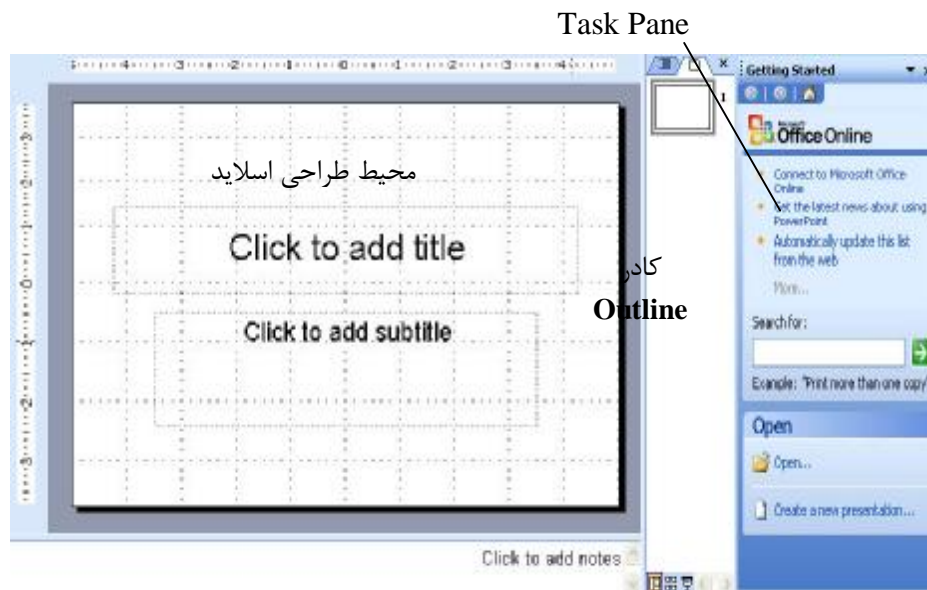 Task Pane
محیط طراحی اسلاید
Click to add title
Click to add subtitle
Click to add notes
کادر
Outline
1
Getting Started
Microsoft
Office Online
Connect to Microsoft Office
Online
Get the latest news about using
PowerPoint
Automatically update this list
from the web
More...
Search for:
Example: "Print more than one copy"
Open
Open...
Create a new presentation...